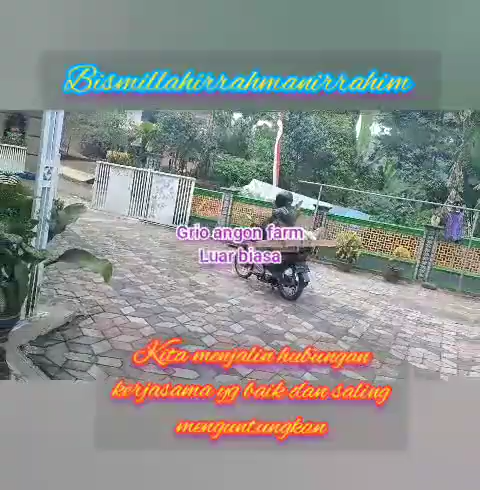 Bismillahirrahmanirrahim
Grio angon farm
Luar biasa
Kita menjalin hubungan
kerjasama yg baik dan saling
menguntungkan